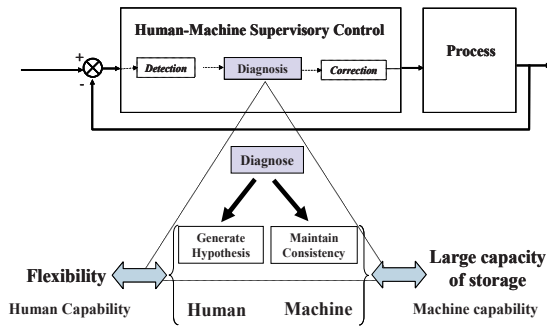 Human-Machine Supervisory Control
Process
+
-
Detection
Diagnosis
Correction
Diagnose
Generate
Hypothesis
Maintain
Consistency
Flexibility
Human Capability
Human
Machine
Large capacity
of storage
Machine capability